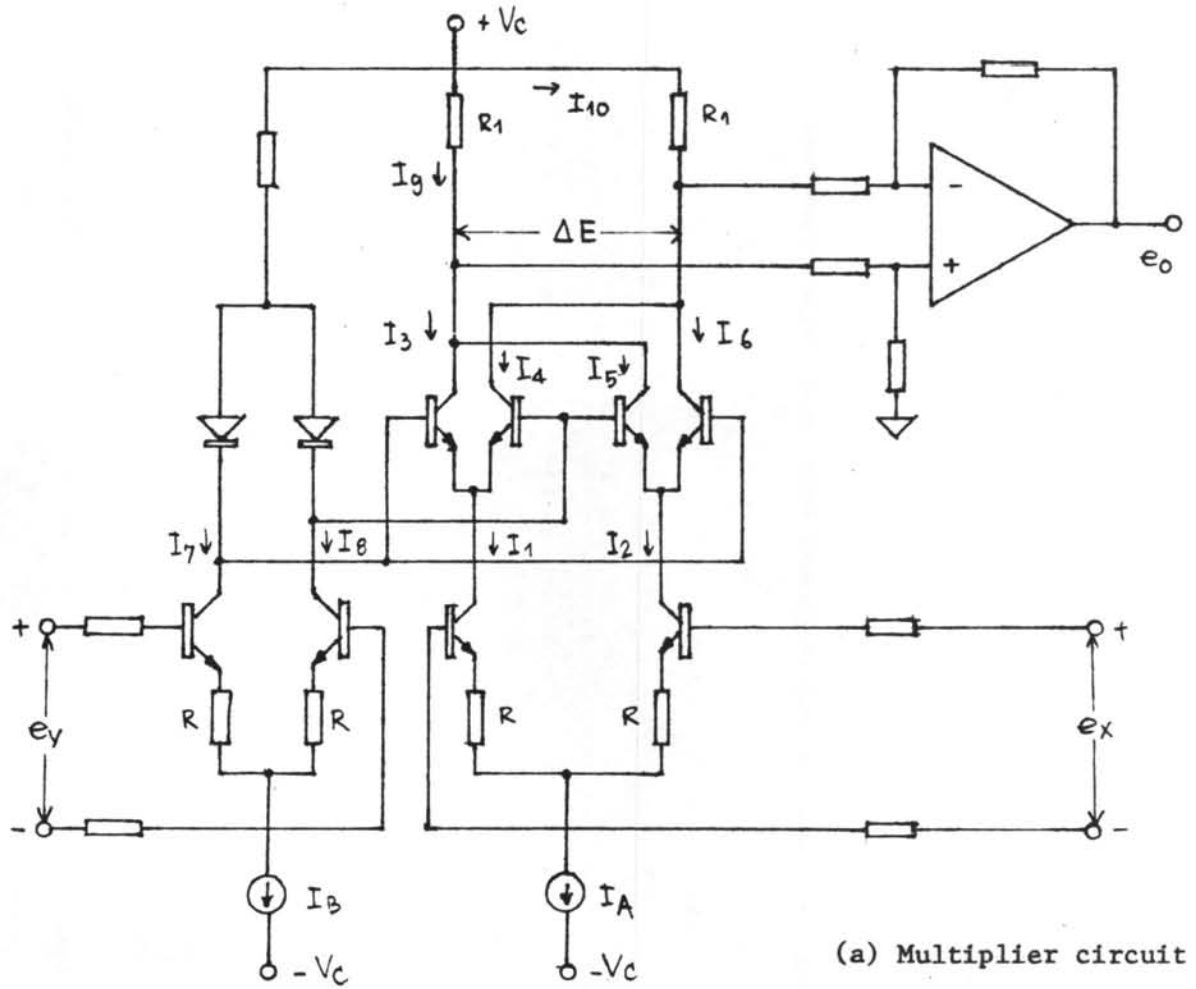 + Vc
I10
R1
R1
I9
ΔE
-
+
eo
I3
I4
I5
I6
I7
I8
I1
I2
+
+
R
R
R
R
ey
ex
-
-
IB
IA
- Vc
-Vc
(a) Multiplier circuit